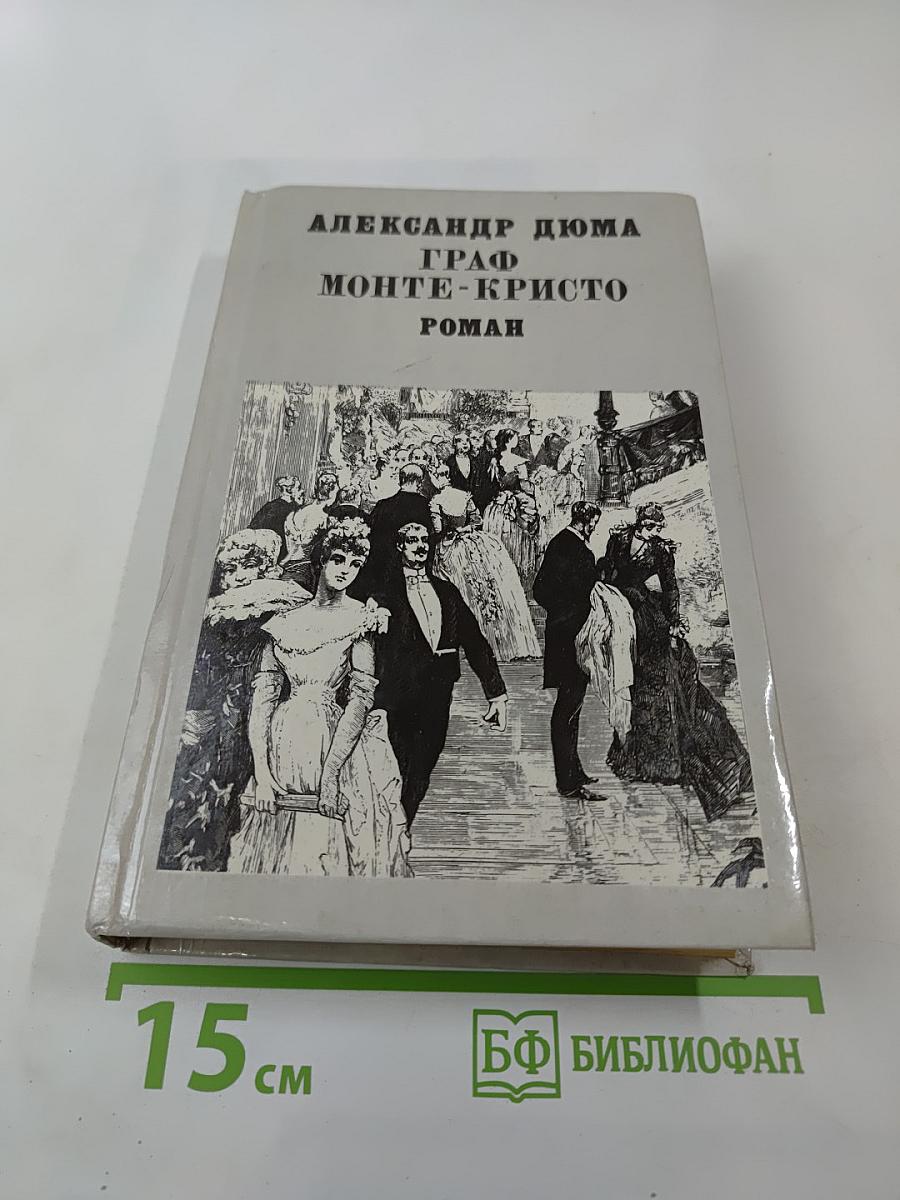 АЛЕКСАНДР ДЮМА
ГРАФ
МОНТЕ-КРИСТО
РОМАН
15 см
БФ БИБЛИОФАН